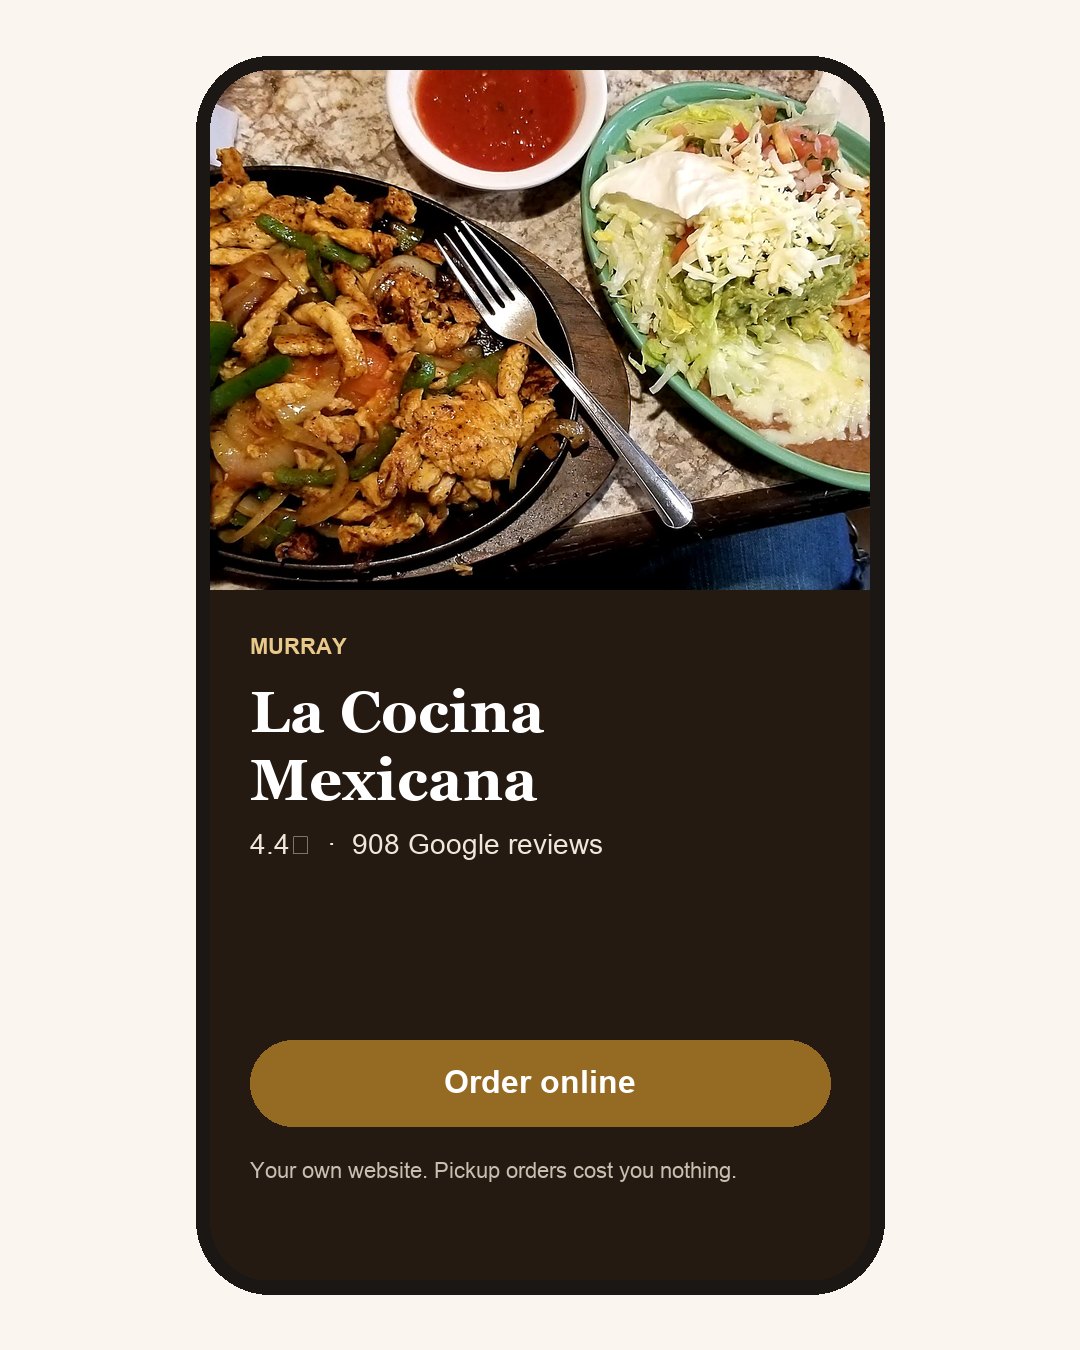 MURRAY
La Cocina
Mexicana
4.4□ · 908 Google reviews
Order online
Your own website. Pickup orders cost you nothing.